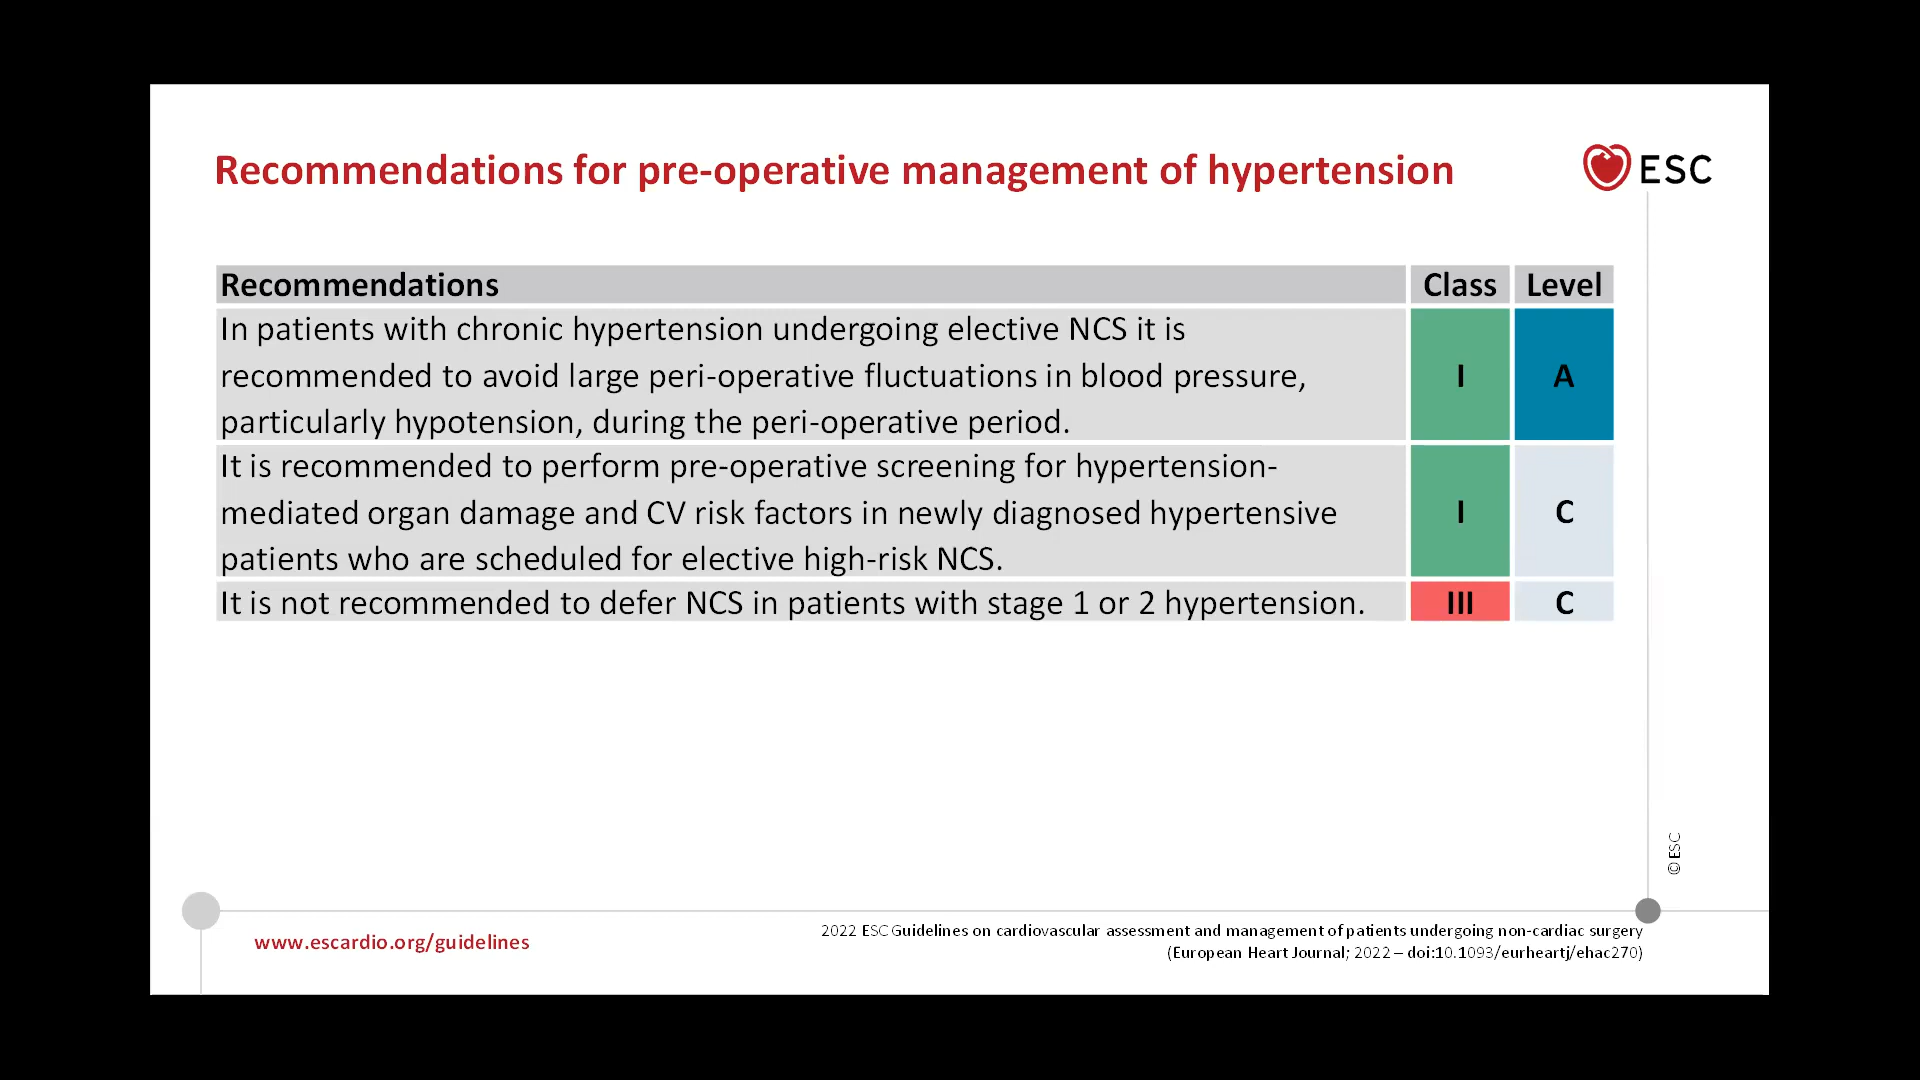 Recommendations for pre-operative management of hypertension
ESC
Recommendations Class Level
In patients with chronic hypertension undergoing elective NCS it is
recommended to avoid large peri-operative fluctuations in blood pressure,
particularly hypotension, during the peri-operative period.
I A
It is recommended to perform pre-operative screening for hypertension-
mediated organ damage and CV risk factors in newly diagnosed hypertensive
patients who are scheduled for elective high-risk NCS.
I C
It is not recommended to defer NCS in patients with stage 1 or 2 hypertension. III C
© ESC
www.escardio.org/guidelines
2022 ESC Guidelines on cardiovascular assessment and management of patients undergoing non-cardiac surgery
(European Heart Journal; 2022 – doi:10.1093/eurheartj/ehac270)